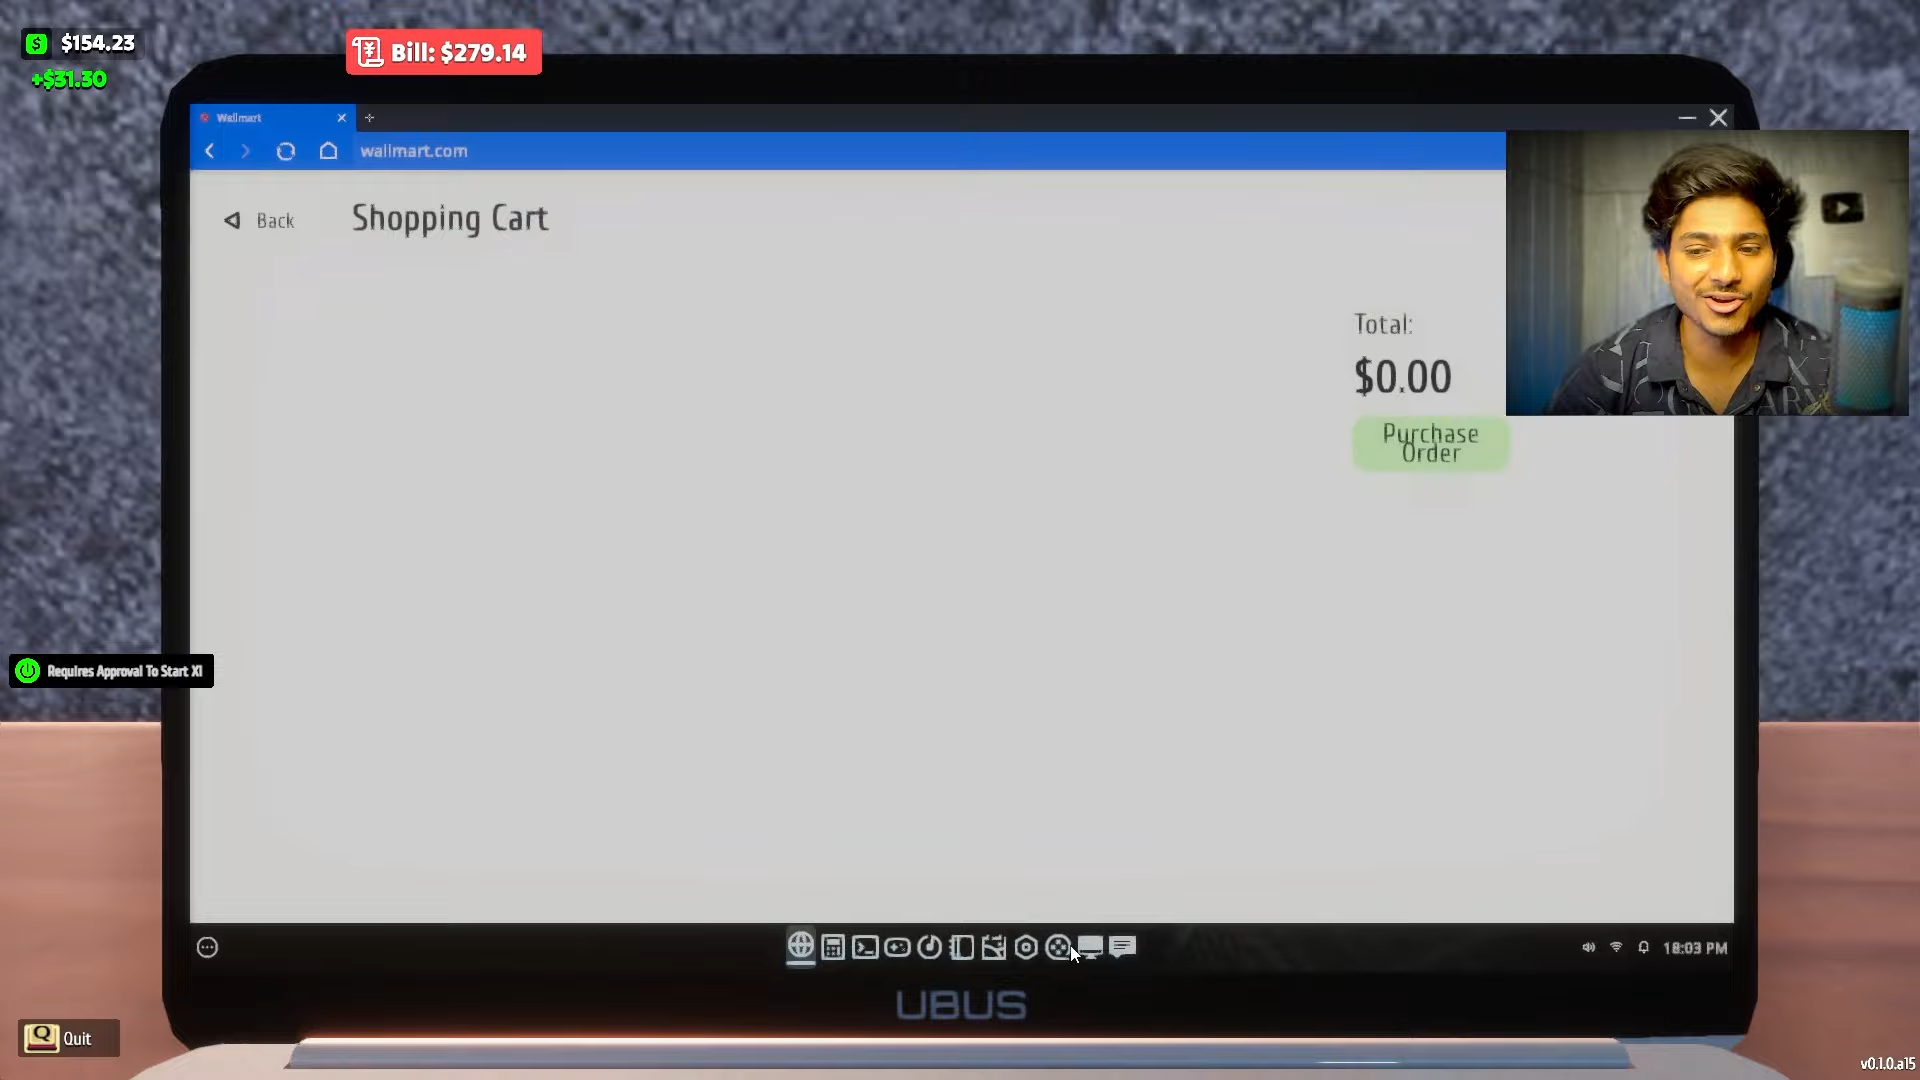 $154.23
+$31.30
Bill: $279.14
Wallmart
wallmart.com
Back
Shopping Cart
Total:
$0.00
Purchase
Order
Requires Approval To Start XI
18:03 PM
UBUS
Q
Quit
v0.1.0.a15